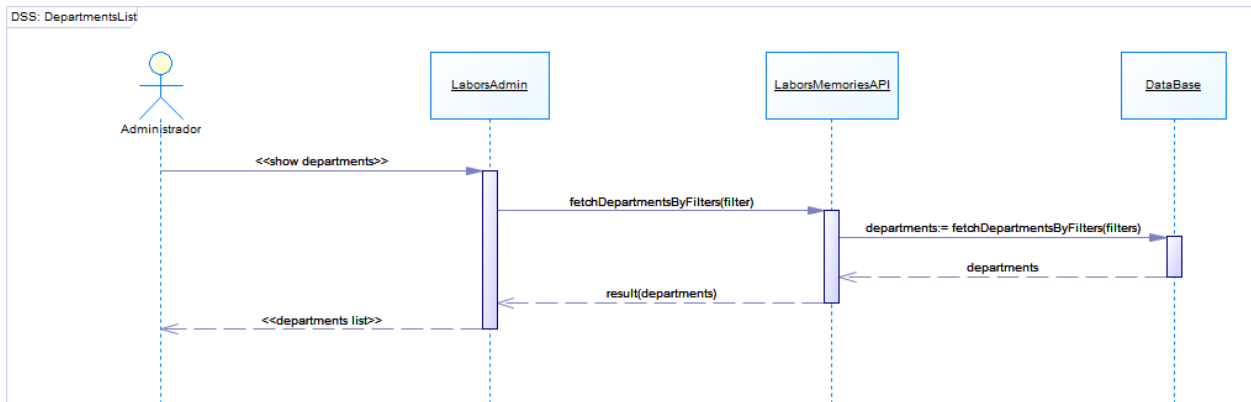 DSS: DepartmentsList
LaborsAdmin
LaborsMemoriesAPI
DataBase
Administrador
<<show departments>>
fetchDepartmentsByFilters(filter)
departments:= fetchDepartmentsByFilters(filters)
departments
result(departments)
<<departments list>>